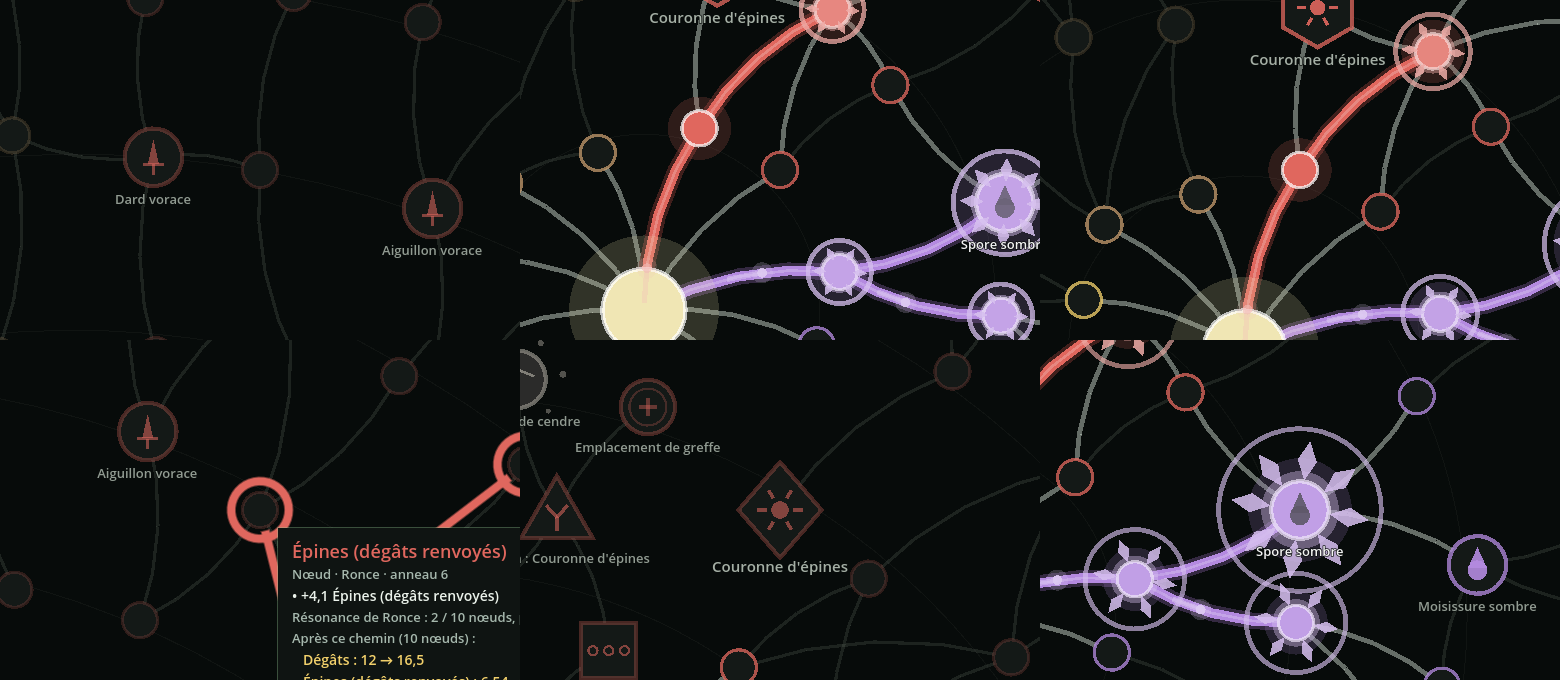 Couronne d'épines
Couronne d'épines
Dard vorace
Aiguillon vorace
Spore sombr
Aiguillon vorace
de cendre
Emplacement de greffe
: Couronne d'épines
Couronne d'épines
Spore sombre
Moisissure sombre
Épines (dégâts renvoyés)
Nœud · Ronce · anneau 6
• +4,1 Épines (dégâts renvoyés)
Résonance de Ronce : 2 / 10 nœuds,
Après ce chemin (10 nœuds) :
Dégâts : 12 → 16,5